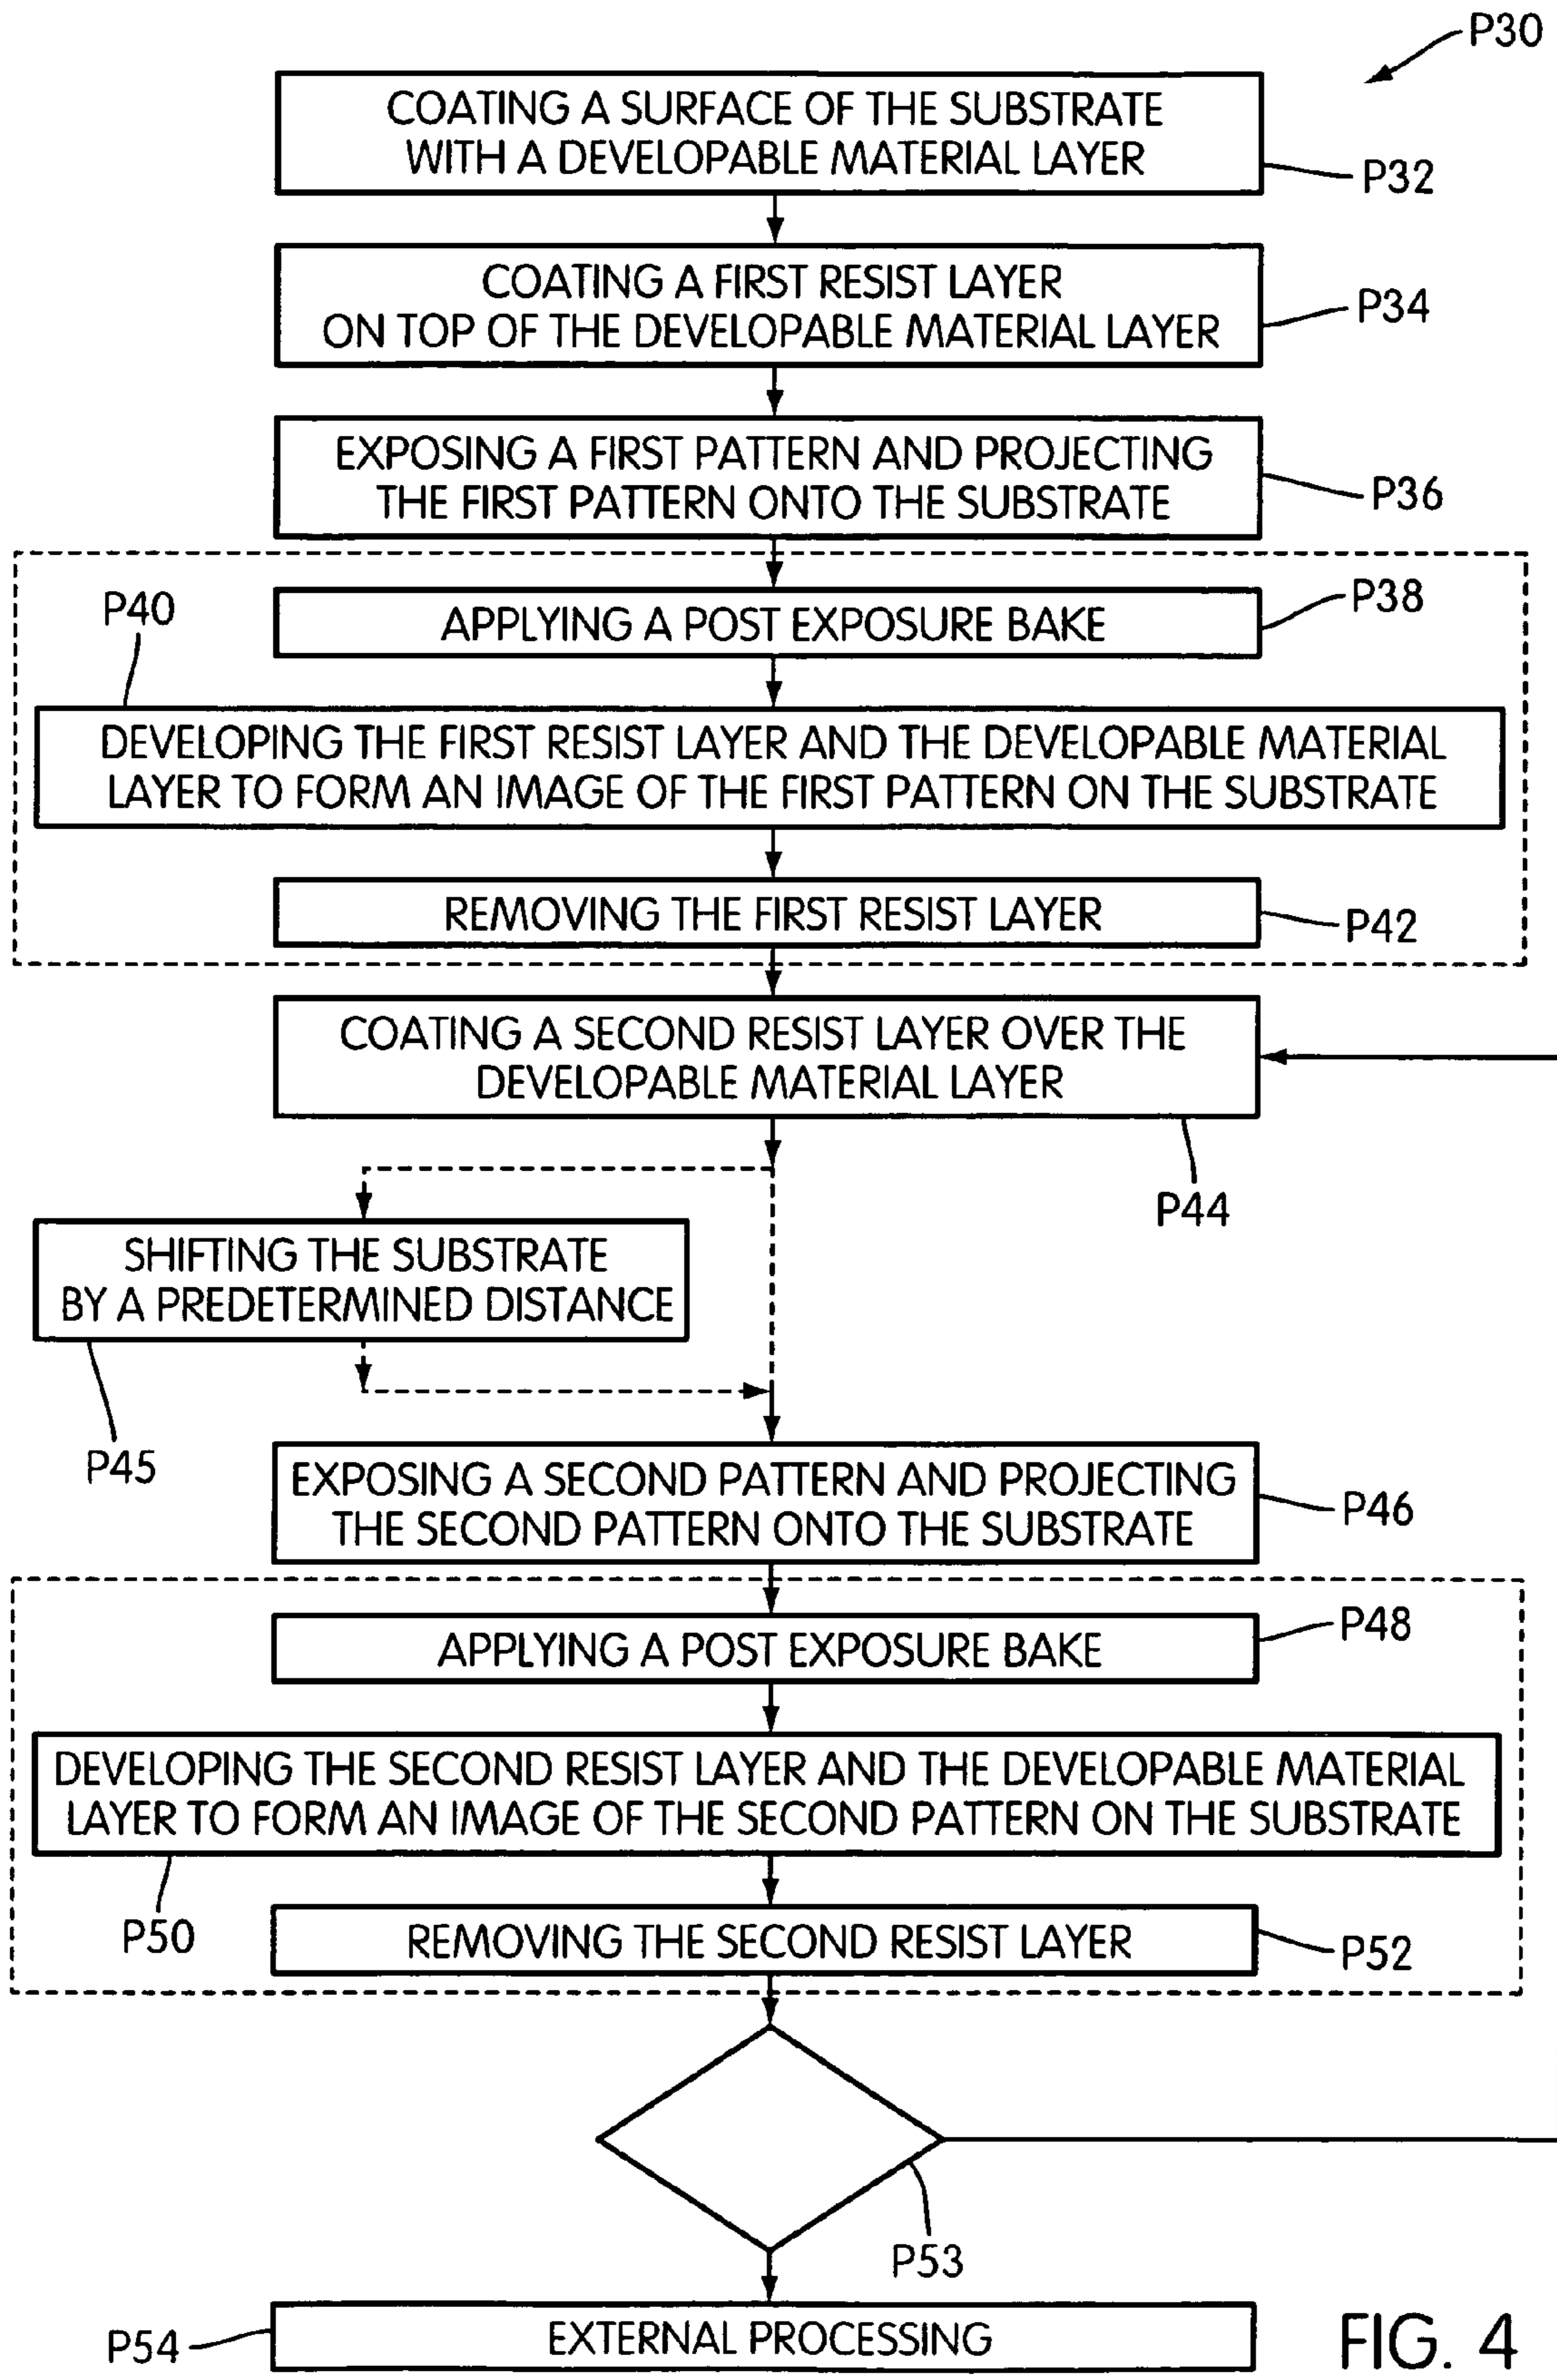 P30
COATING A SURFACE OF THE SUBSTRATE
WITH A DEVELOPABLE MATERIAL LAYER
P32
COATING A FIRST RESIST LAYER
ON TOP OF THE DEVELOPABLE MATERIAL LAYER
P34
EXPOSING A FIRST PATTERN AND PROJECTING
THE FIRST PATTERN ONTO THE SUBSTRATE
P36
P40
APPLYING A POST EXPOSURE BAKE
P38
DEVELOPING THE FIRST RESIST LAYER AND THE DEVELOPABLE MATERIAL
LAYER TO FORM AN IMAGE OF THE FIRST PATTERN ON THE SUBSTRATE
REMOVING THE FIRST RESIST LAYER
P42
COATING A SECOND RESIST LAYER OVER THE
DEVELOPABLE MATERIAL LAYER
P44
SHIFTING THE SUBSTRATE
BY A PREDETERMINED DISTANCE
P45
EXPOSING A SECOND PATTERN AND PROJECTING
THE SECOND PATTERN ONTO THE SUBSTRATE
P46
APPLYING A POST EXPOSURE BAKE
P48
DEVELOPING THE SECOND RESIST LAYER AND THE DEVELOPABLE MATERIAL
LAYER TO FORM AN IMAGE OF THE SECOND PATTERN ON THE SUBSTRATE
P50
REMOVING THE SECOND RESIST LAYER
P52
P53
P54
EXTERNAL PROCESSING
FIG. 4